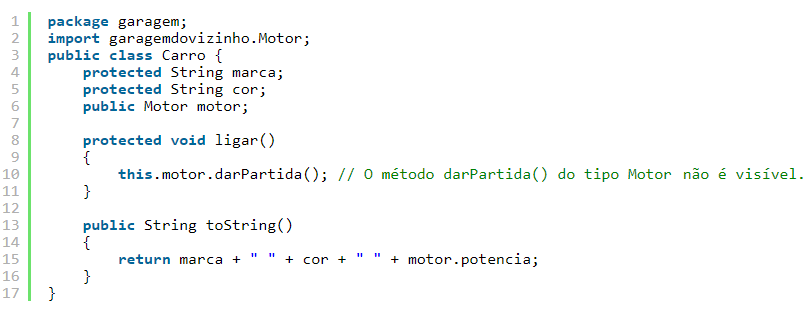 1 package garagem;
2 import garagemdovizinho.Motor;
3 public class Carro {
4     protected String marca;
5     protected String cor;
6     public Motor motor;
7
8     protected void ligar()
9     {
10         this.motor.darPartida(); // O método darPartida() do tipo Motor não é visível.
11     }
12
13     public String toString()
14     {
15         return marca + " " + cor + " " + motor.potencia;
16     }
17 }